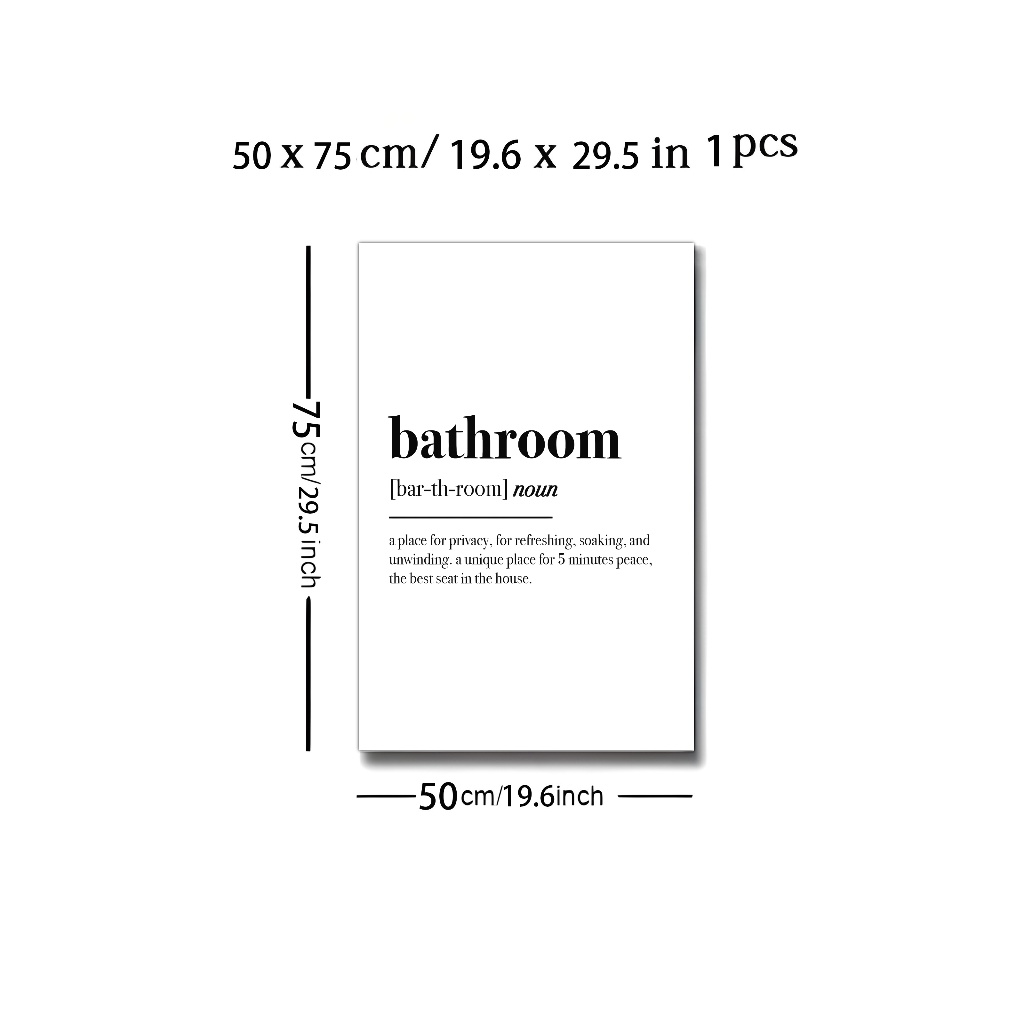 50 x 75 cm/ 19.6 x 29.5 in 1 pcs
75cm/29.5 inch
bathroom
[bar-th-room] noun
a place for privacy, for refreshing, soaking, and
unwinding. a unique place for 5 minutes peace,
the best seat in the house.
50cm/19.6inch